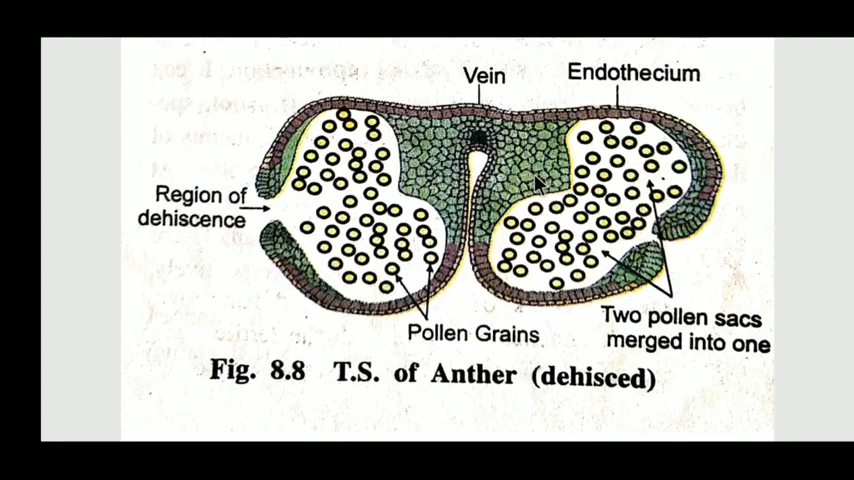 Vein
Endothecium
Region of
dehiscence
Pollen Grains
Two pollen sacs
merged into one
Fig. 8.8 T.S. of Anther (dehisced)